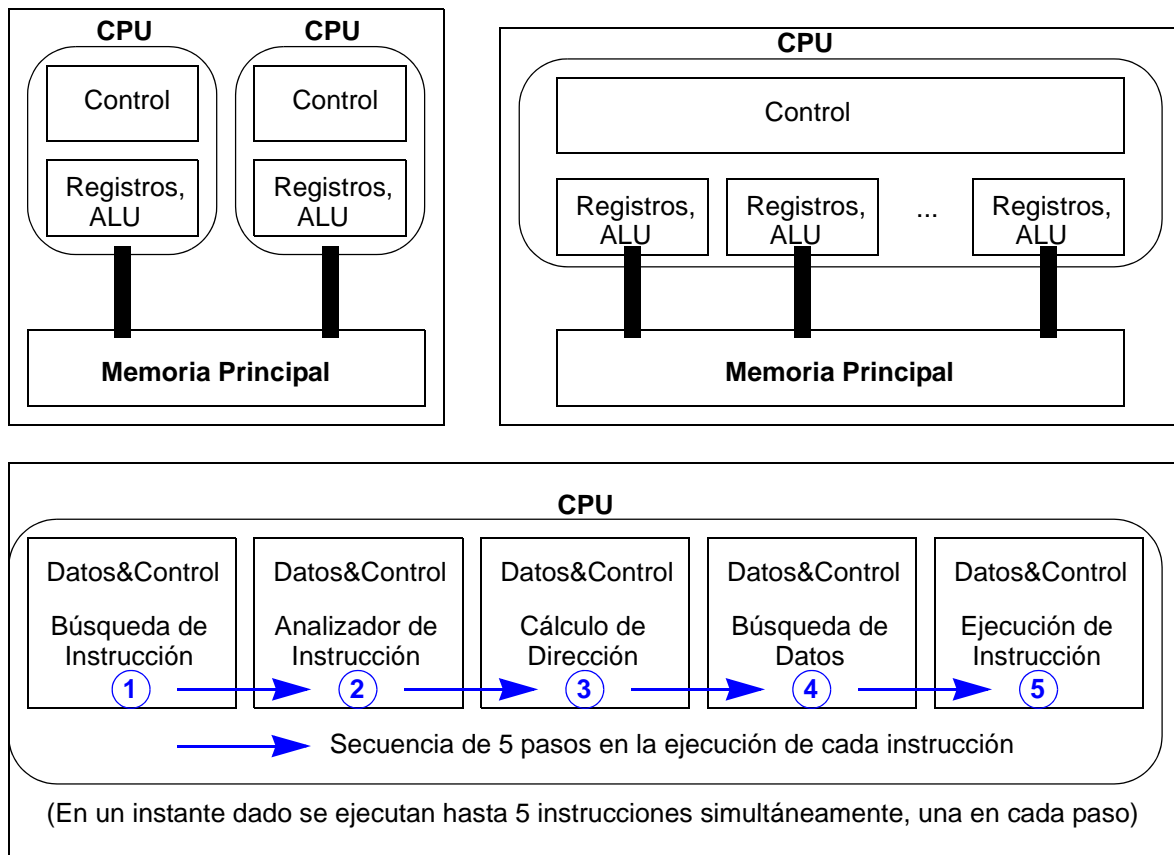 CPU
CPU
Control
Control
Registros,
ALU
Registros,
ALU
Memoria Principal
CPU
Control
Registros,
ALU
Registros,
ALU
...
Registros,
ALU
Memoria Principal
CPU
Datos&Control
Búsqueda de
Instrucción
1
Datos&Control
Analizador de
Instrucción
2
Datos&Control
Cálculo de
Dirección
3
Datos&Control
Búsqueda de
Datos
4
Datos&Control
Ejecución de
Instrucción
5
Secuencia de 5 pasos en la ejecución de cada instrucción
(En un instante dado se ejecutan hasta 5 instrucciones simultáneamente, una en cada paso)